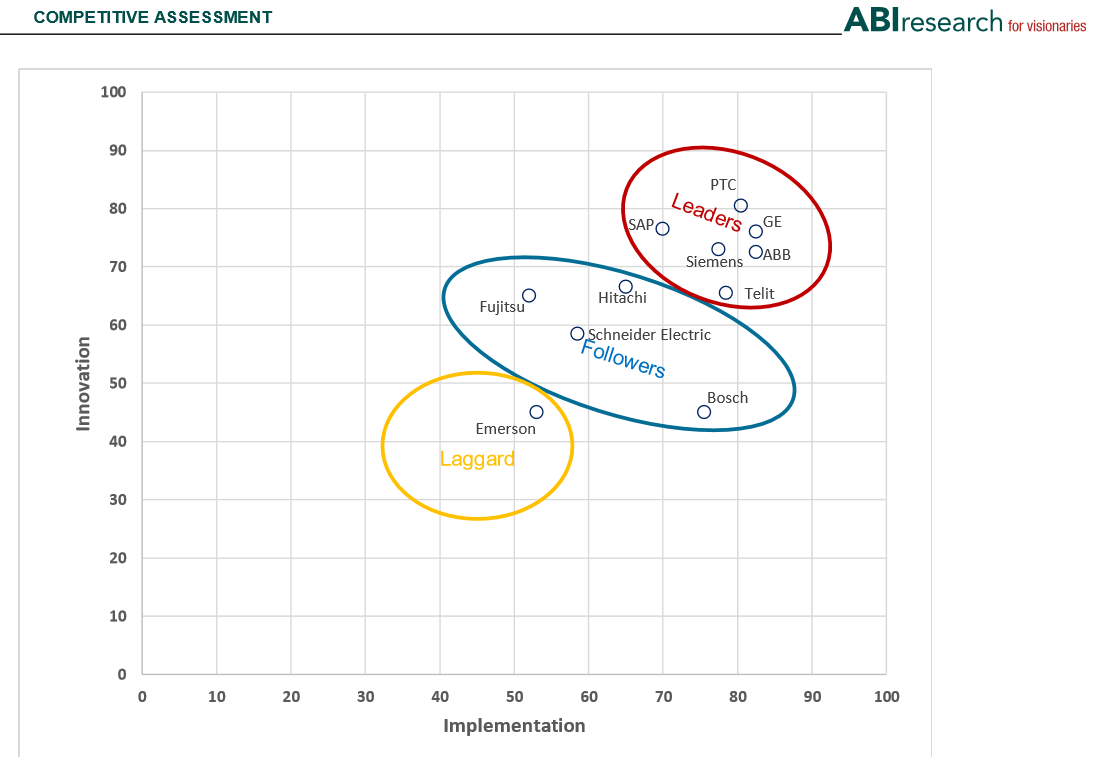 COMPETITIVE ASSESSMENT
ABIresearch for visionaries
100
90
80
70
60
50
40
30
20
10
0
Innovation
PTC
Leaders
SAP
GE
Siemens
ABB
Telit
Hitachi
Fujitsu
Schneider Electric
Followers
Bosch
Emerson
Laggard
0 10 20 30 40 50 60 70 80 90 100
Implementation